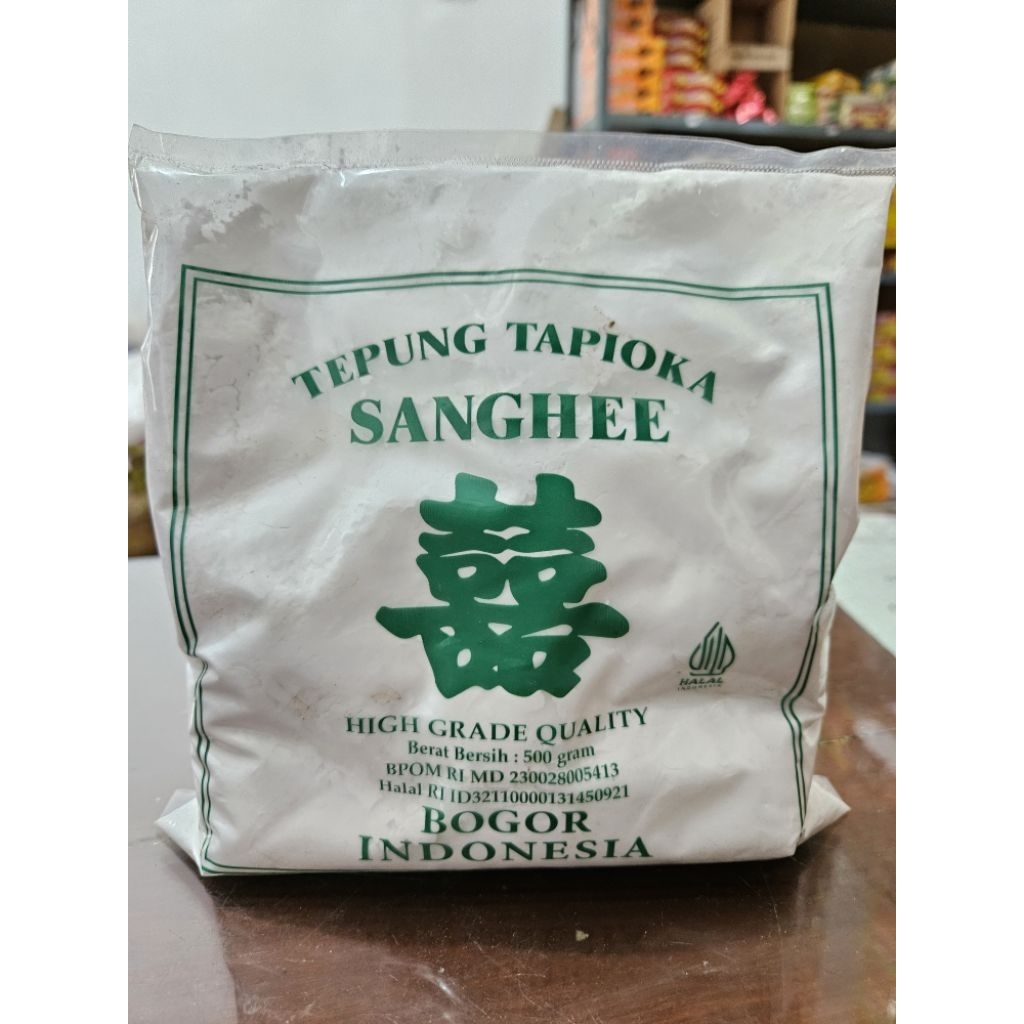 TEPUNG TAPIOKA
SANGHEE
囍
HALAL
INDONESIA
HIGH GRADE QUALITY
Berat Bersih : 500 gram
BPOM RI MD 230028005413
Halal RI ID32110000131450921
BOGOR
INDONESIA